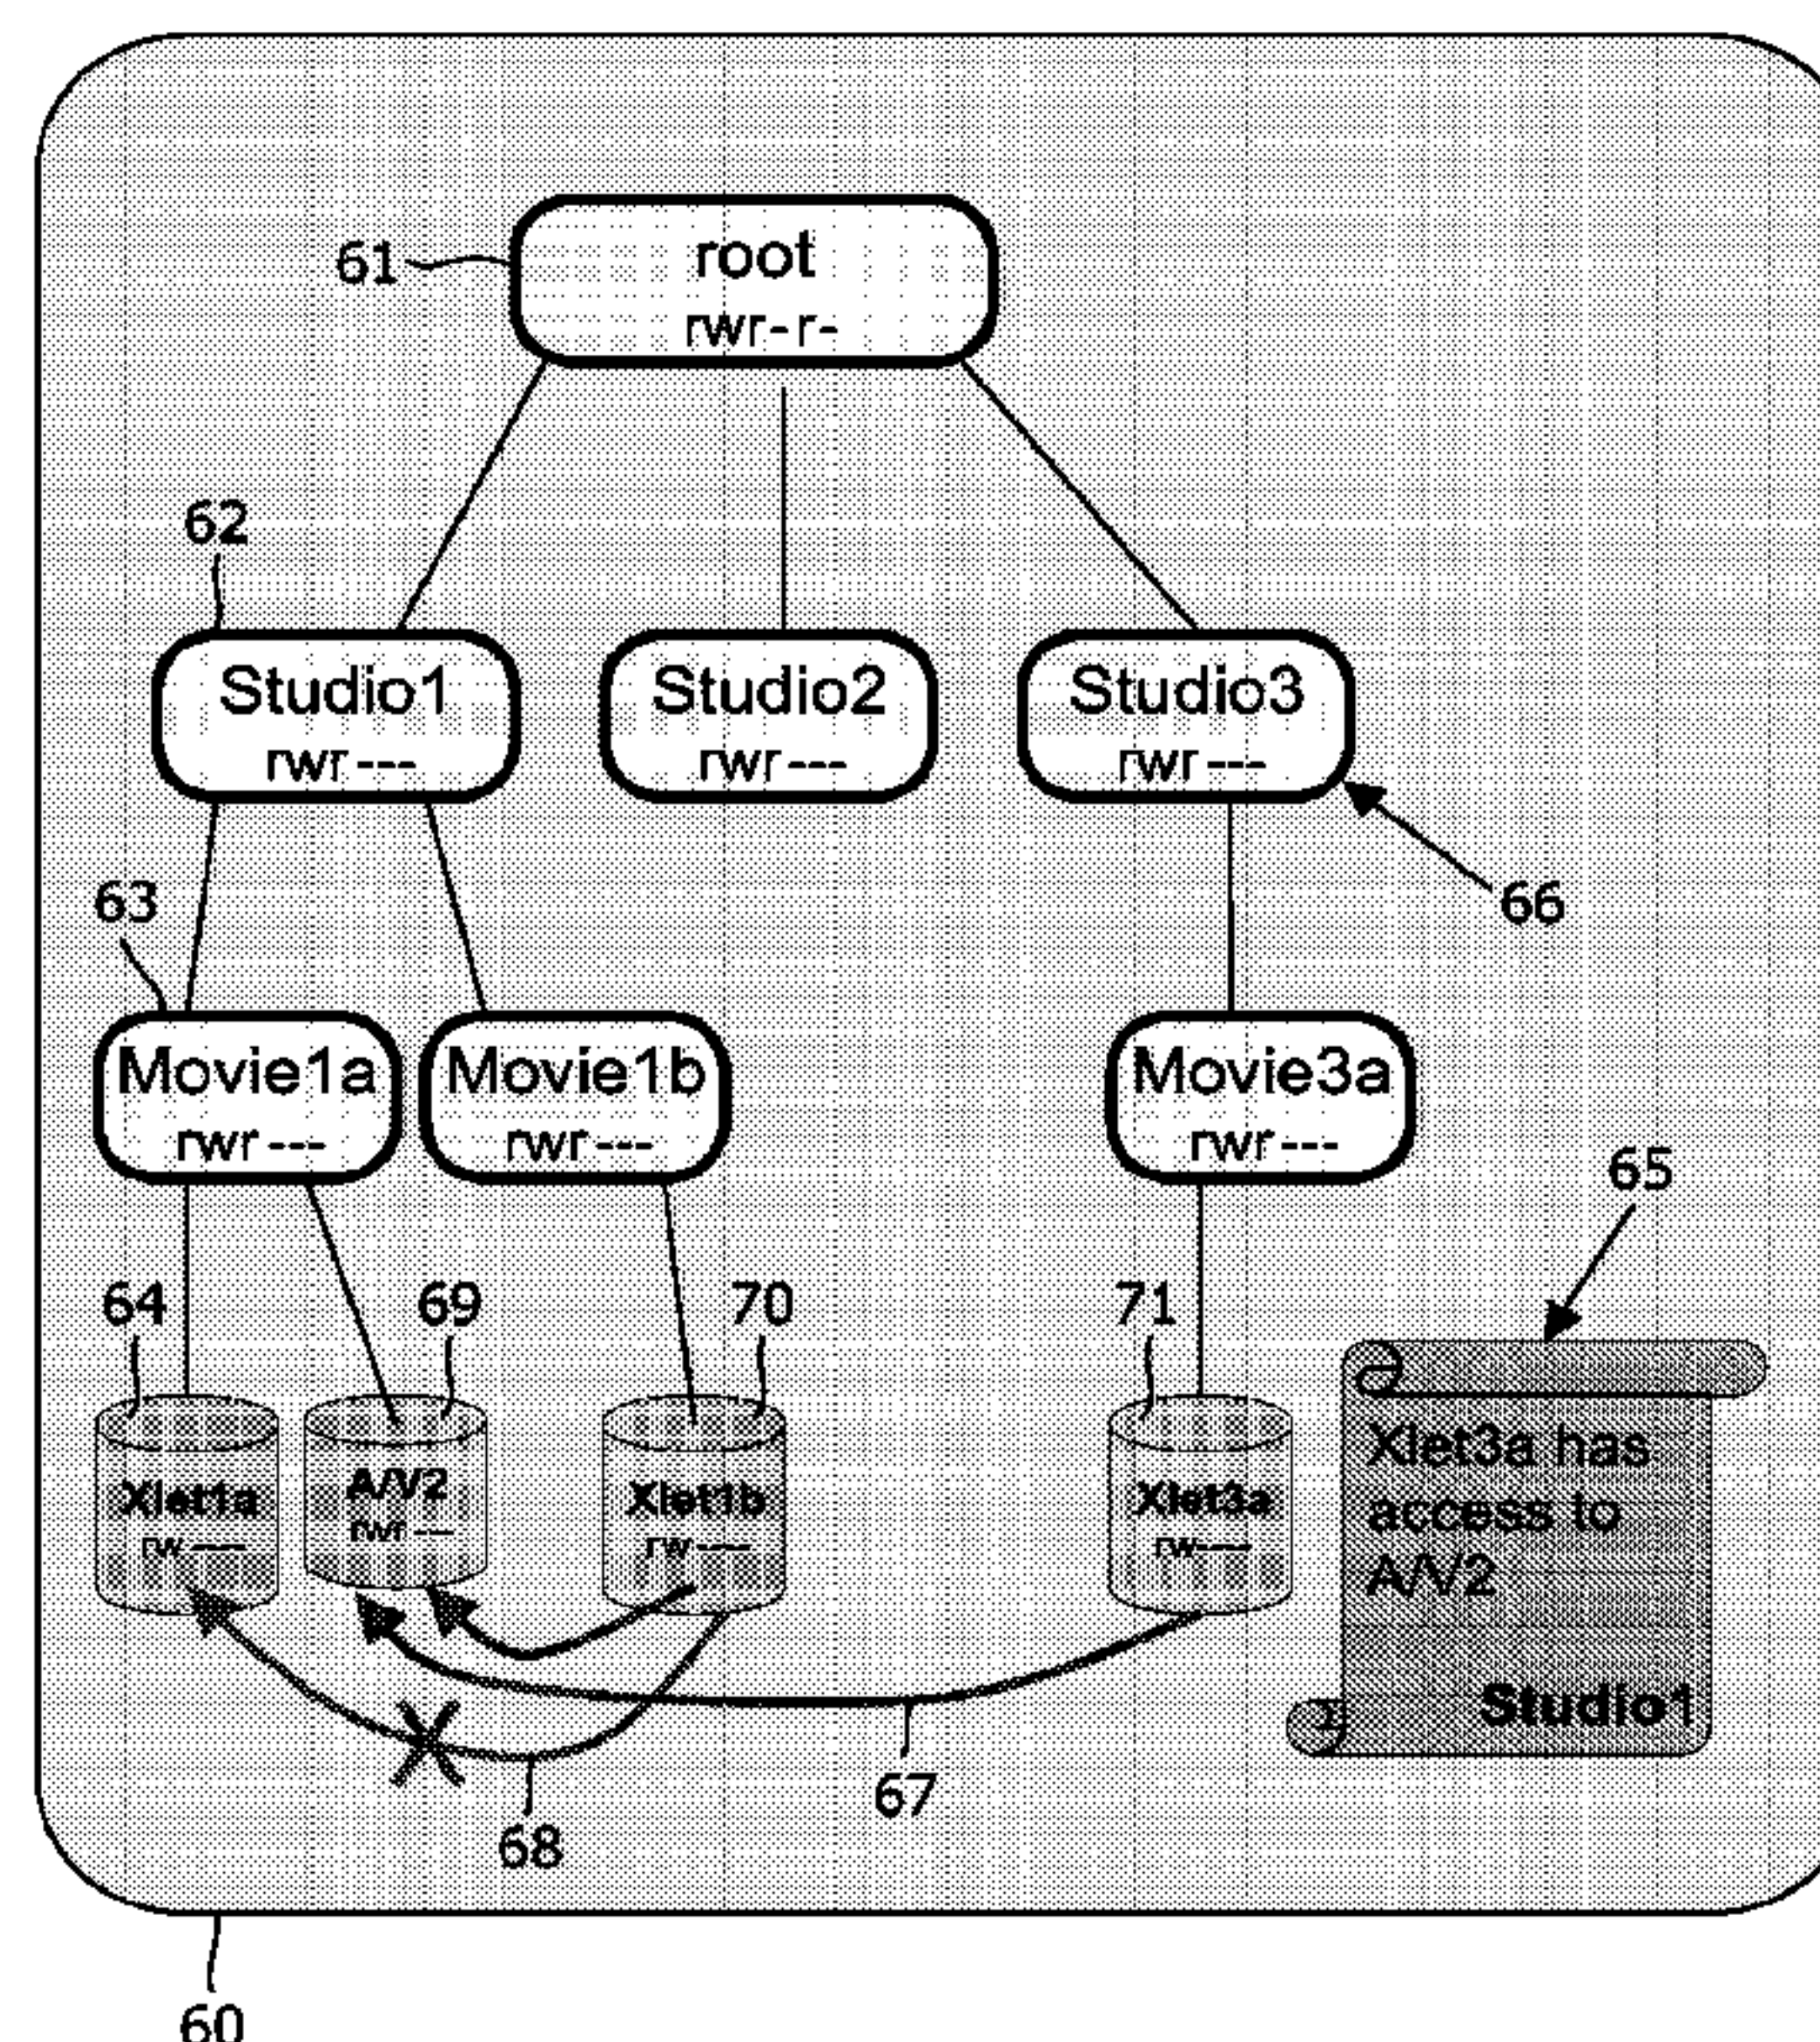 root
61
rwr-r-
62
Studio1
rwr---
Studio2
rwr---
Studio3
rwr---
63
66
Movie1a
rwr---
Movie1b
rwr---
Movie3a
rwr---
65
64
69
70
71
Xlet1a
rw----
A/V2
rwr---
Xlet1b
rw----
Xlet3a
rw----
Xlet3a has
access to
A/V2
Studio1
67
68
60